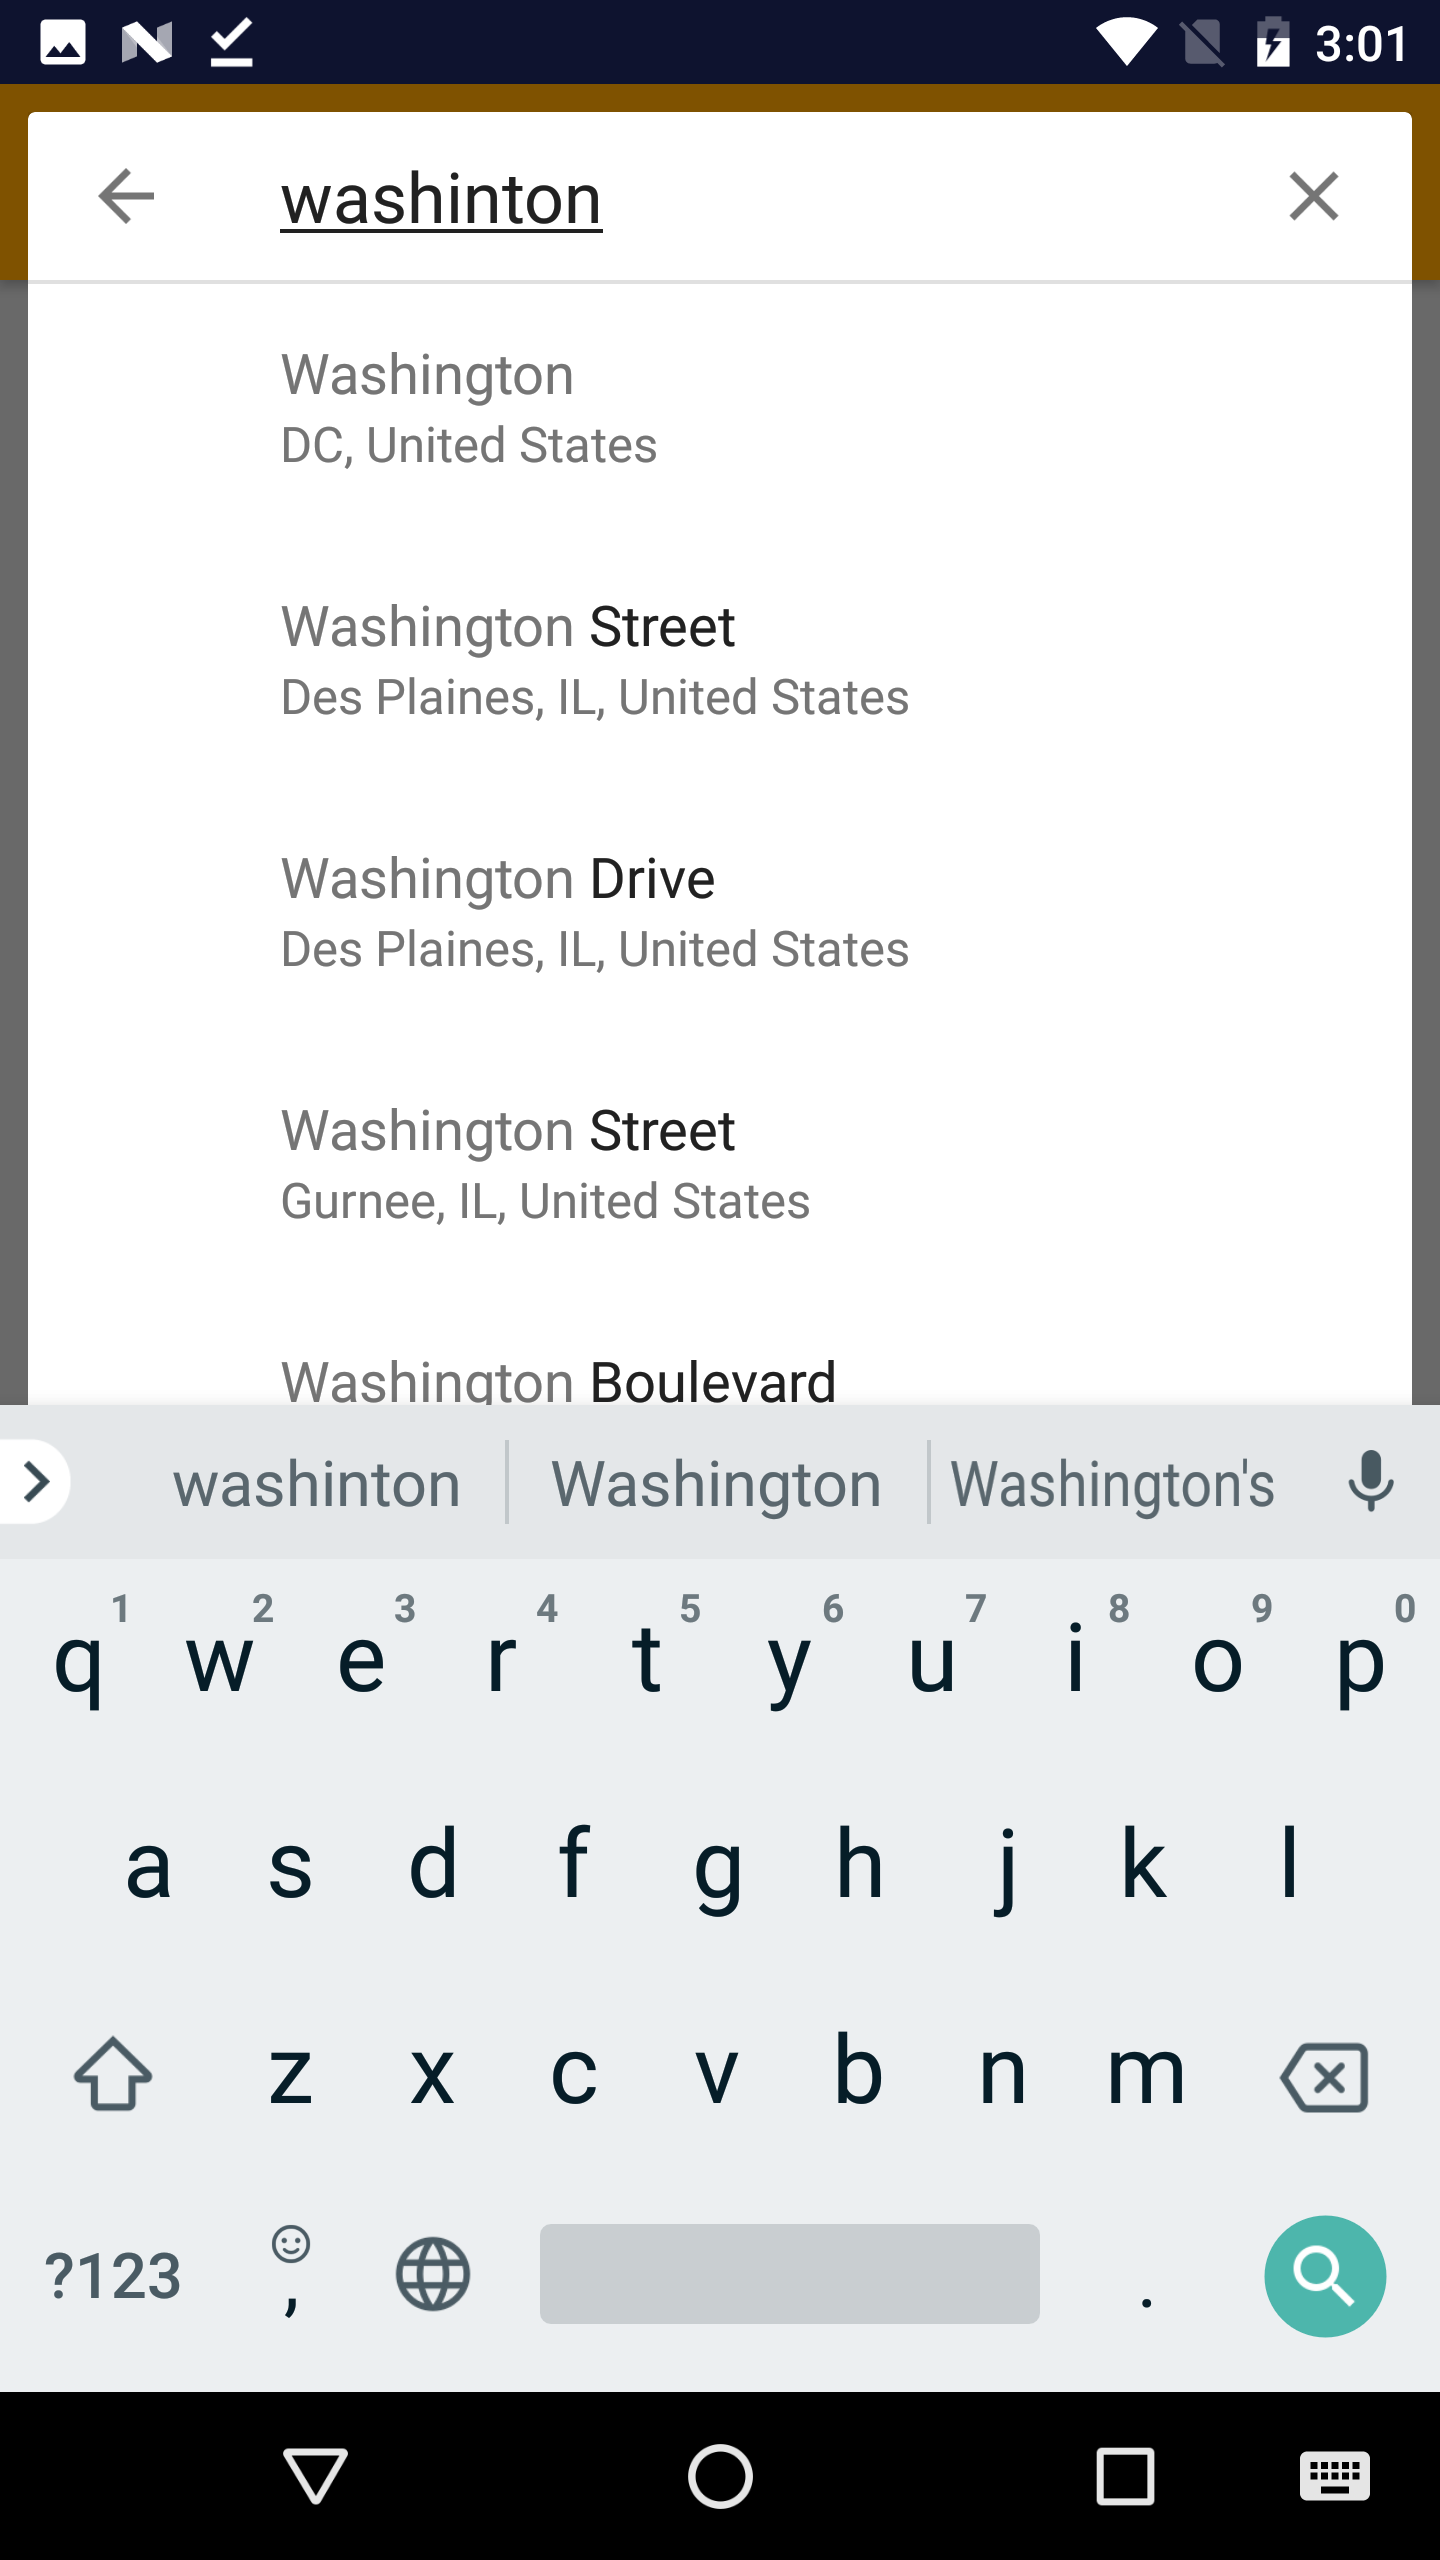 3:01
washinton
Washington
DC, United States
Washington Street
Des Plaines, IL, United States
Washington Drive
Des Plaines, IL, United States
Washington Street
Gurnee, IL, United States
Washington Boulevard
washinton Washington Washington's
1 2 3 4 5 6 7 8 9 0
q w e r t y u i o p
a s d f g h j k l
z x c v b n m
?123 , .